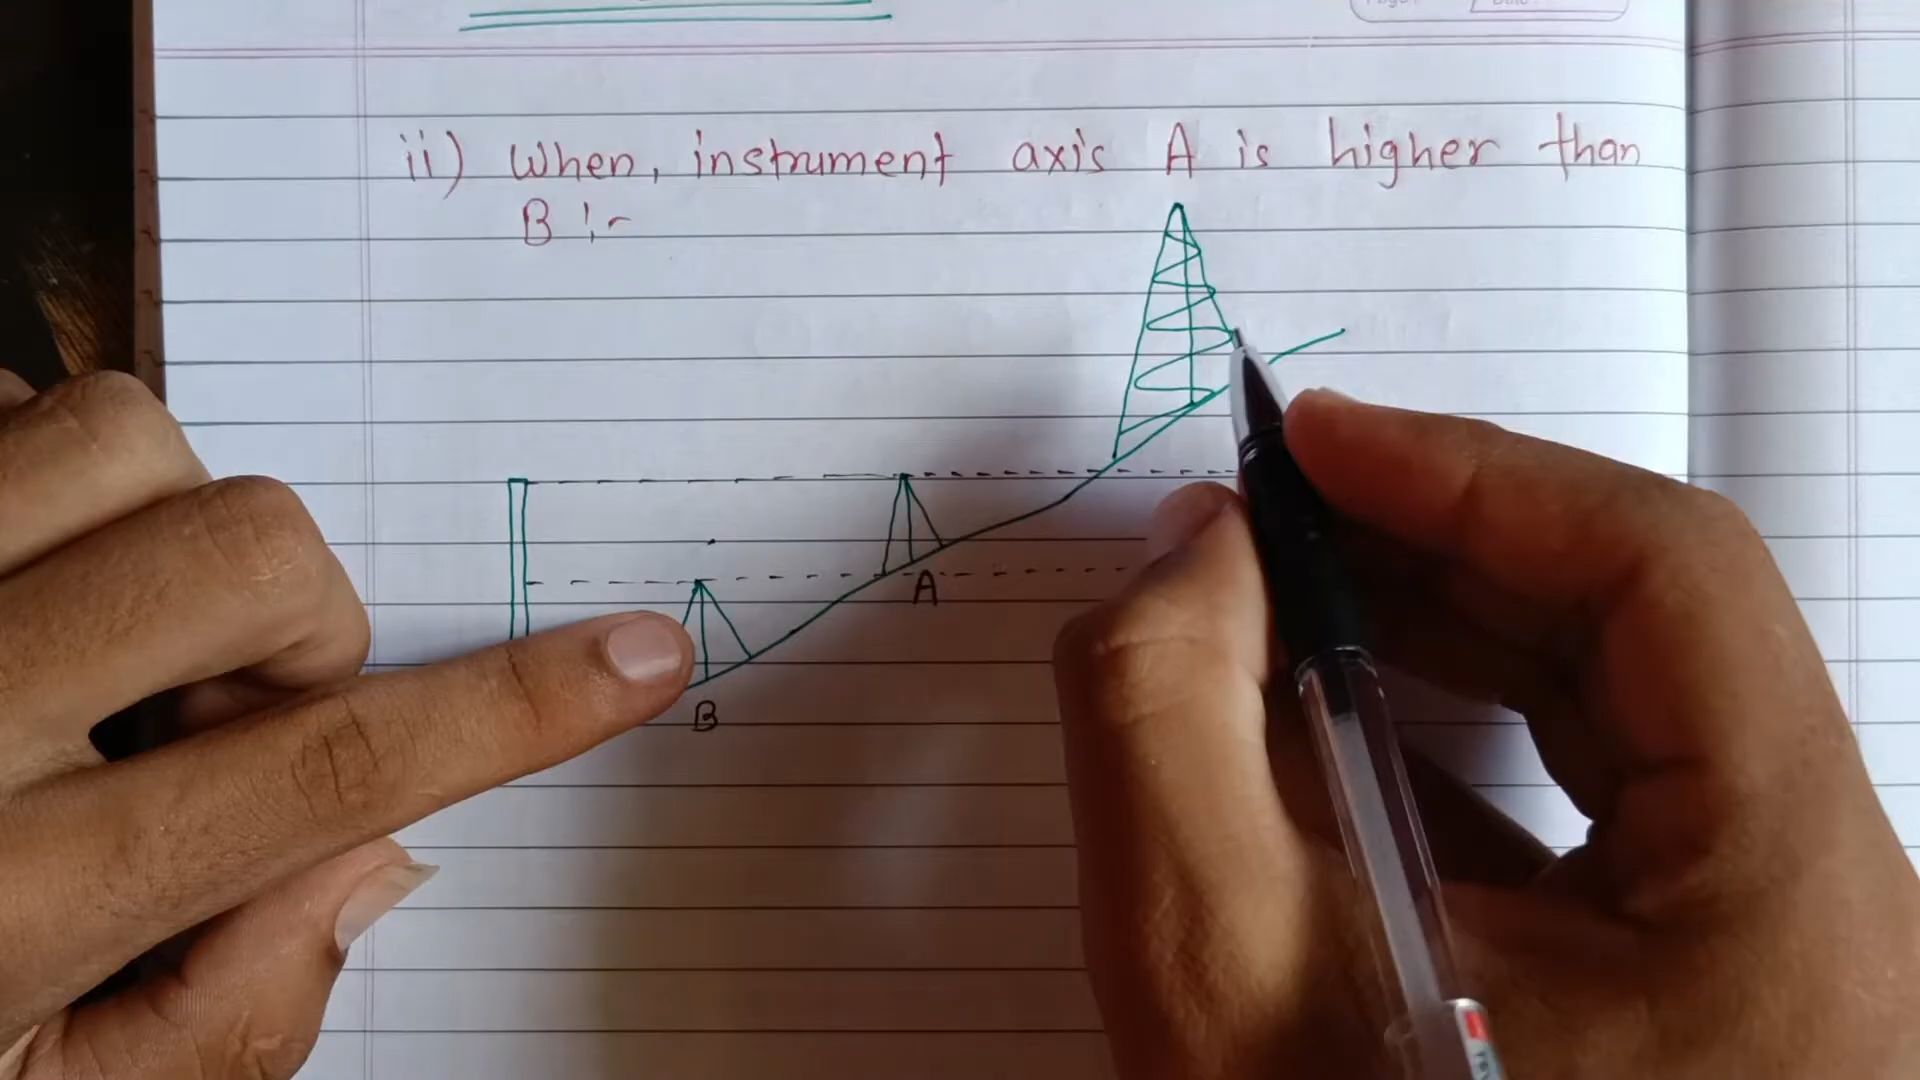 ii) When, instrument axis A is higher than
B :-
A
B